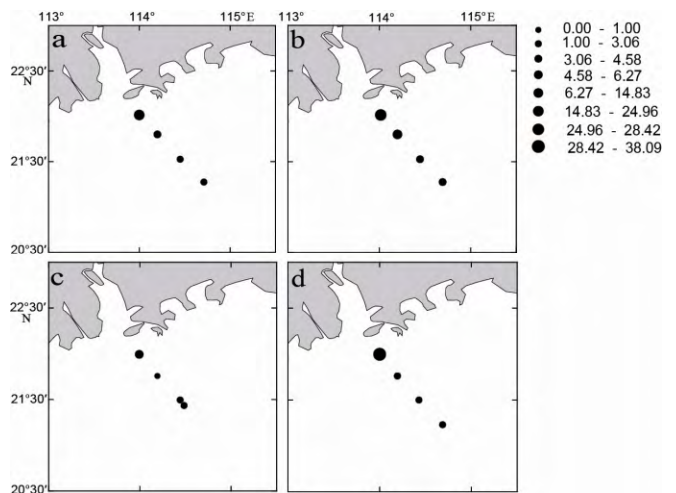 113° 114° 115°E 113° 114° 115°E
a b
22°30′
N
21°30′
20°30′
0.00 - 1.00
1.00 - 3.06
3.06 - 4.58
4.58 - 6.27
6.27 - 14.83
14.83 - 24.96
24.96 - 28.42
28.42 - 38.09
c d
22°30′
N
21°30′
20°30′